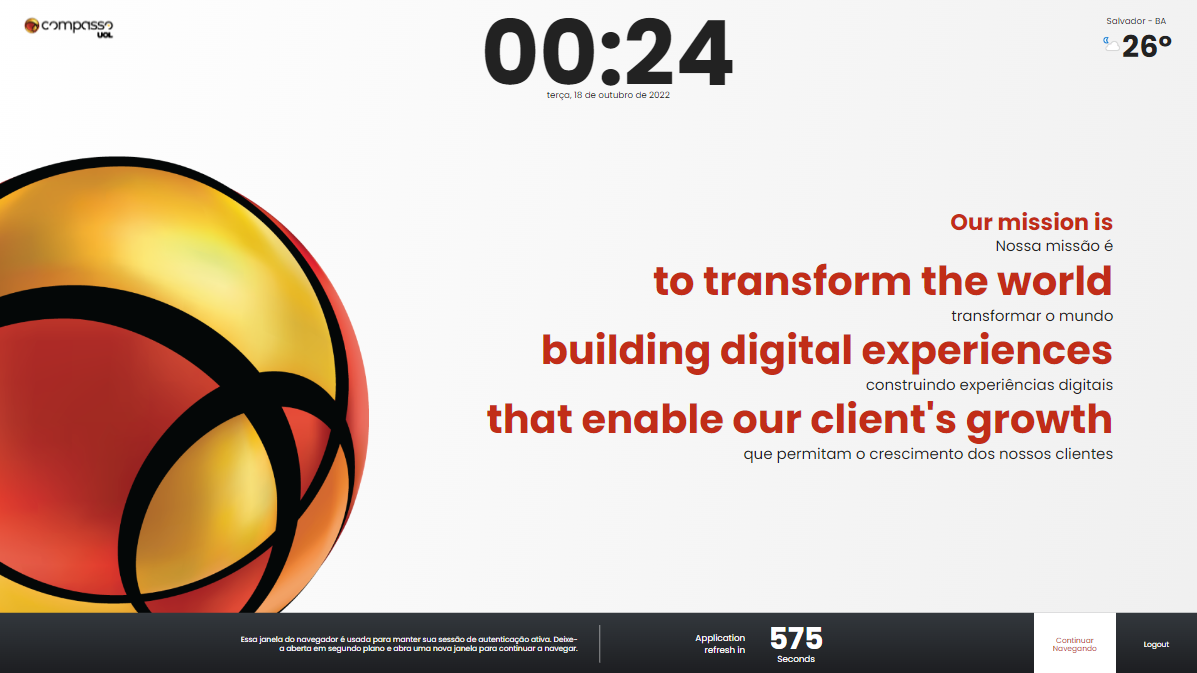 compasso
UOL
00:24
terça, 18 de outubro de 2022
Salvador - BA
26º
Our mission is
Nossa missão é
to transform the world
transformar o mundo
building digital experiences
construindo experiências digitais
that enable our client's growth
que permitam o crescimento dos nossos clientes
Essa janela do navegador é usada para manter sua sessão de autenticação ativa. Deixe-
a aberta em segundo plano e abra uma nova janela para continuar a navegar.
Application
refresh in
575
Seconds
Continuar
Navegando
Logout